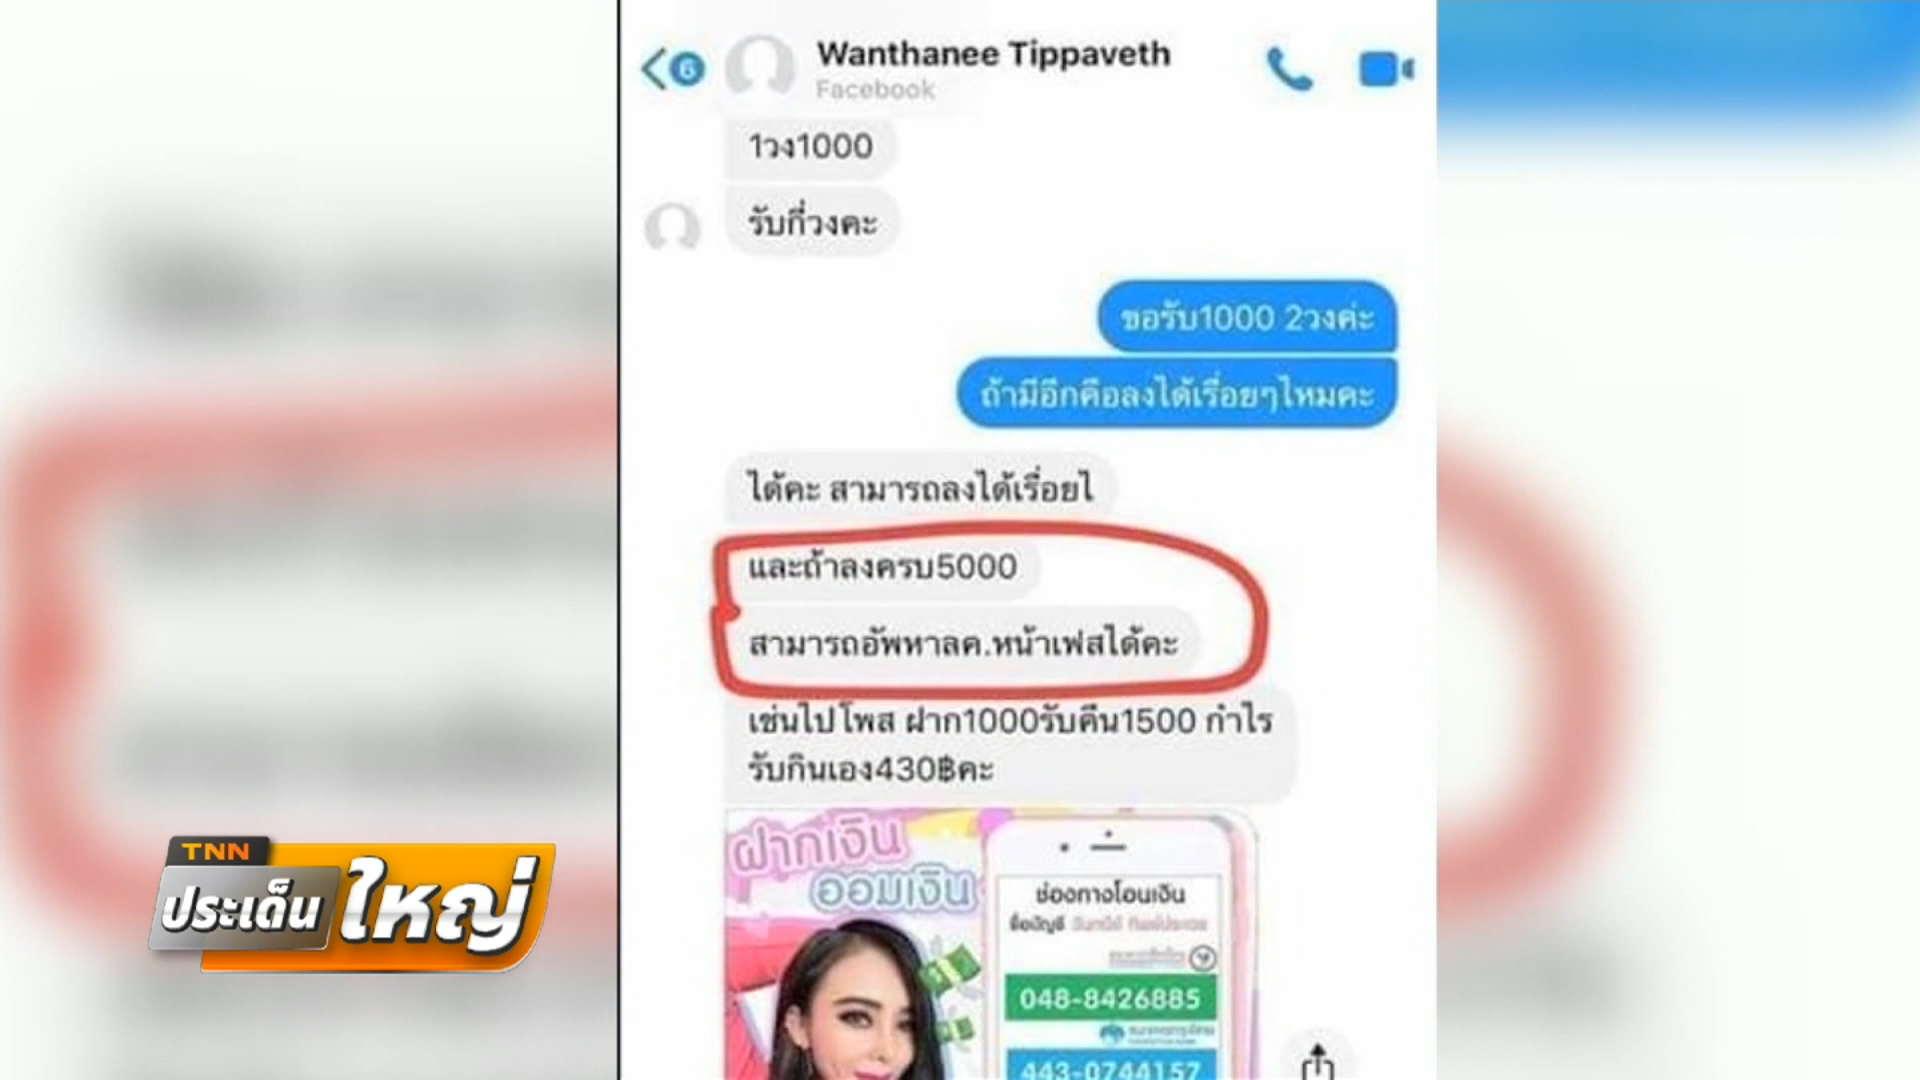 6
Wanthanee Tippaveth
Facebook
1วง1000
รับกี่วงคะ
ขอรับ1000 2วงค่ะ
ถ้ามีอีกคือลงได้เรื่อยๆไหมคะ
ได้คะ สามารถลงได้เรื่อยไ
และถ้าลงครบ5000
สามารถอัพหาลค.หน้าเฟสได้คะ
เช่นไปโพส ฝาก1000รับคืน1500 กำไร
รับกินเอง430฿คะ
ฝากเงิน
ออมเงิน
ช่องทางโอนเงิน
ชื่อบัญชี
048-8426885
443-0744157
TNN
ประเด็นใหญ่